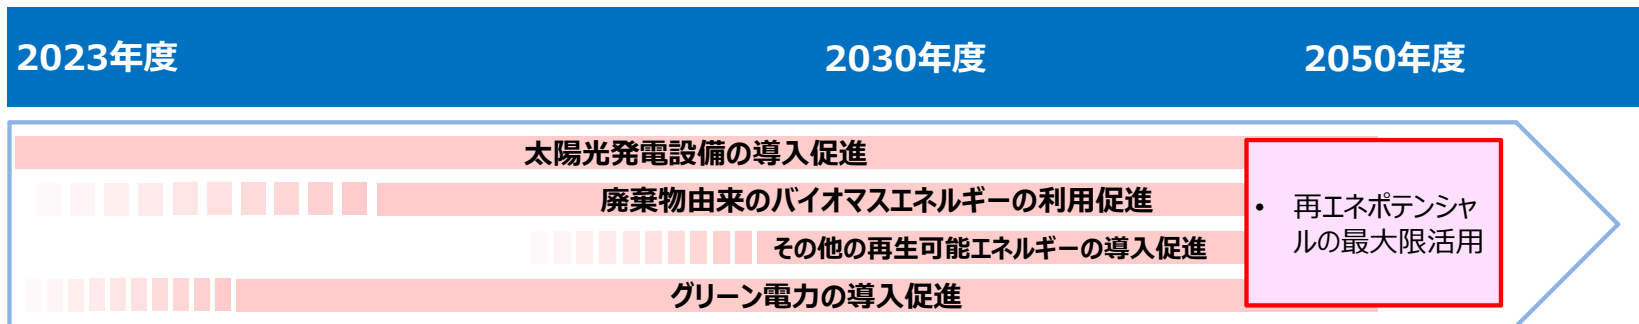 2023年度 2030年度 2050年度
太陽光発電設備の導入促進
廃棄物由来のバイオマスエネルギーの利用促進
その他の再生可能エネルギーの導入促進
グリーン電力の導入促進
• 再エネポテンシャ
ルの最大限活用